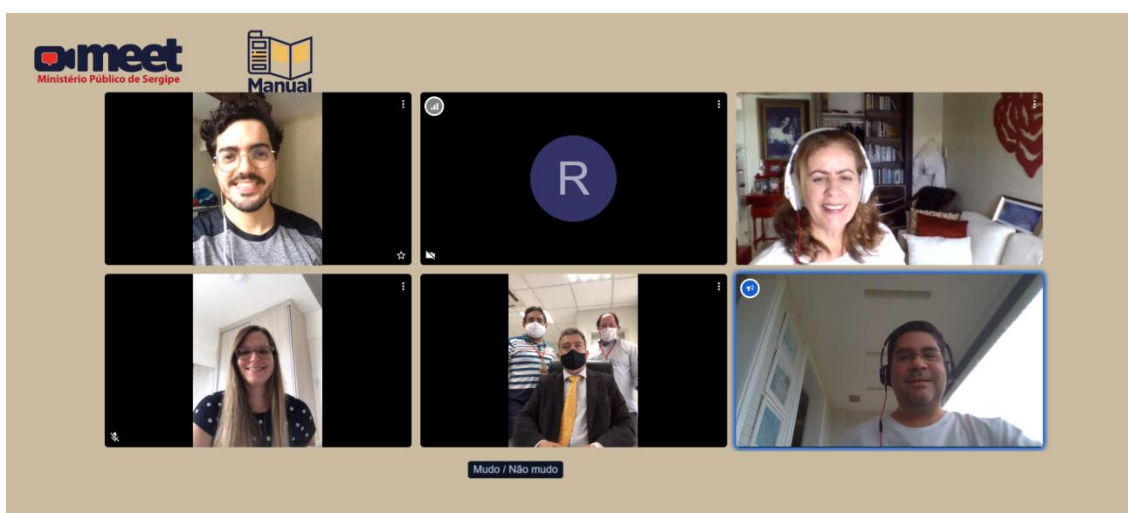 meet
Ministério Público de Sergipe
Manual
R
Mudo / Não mudo